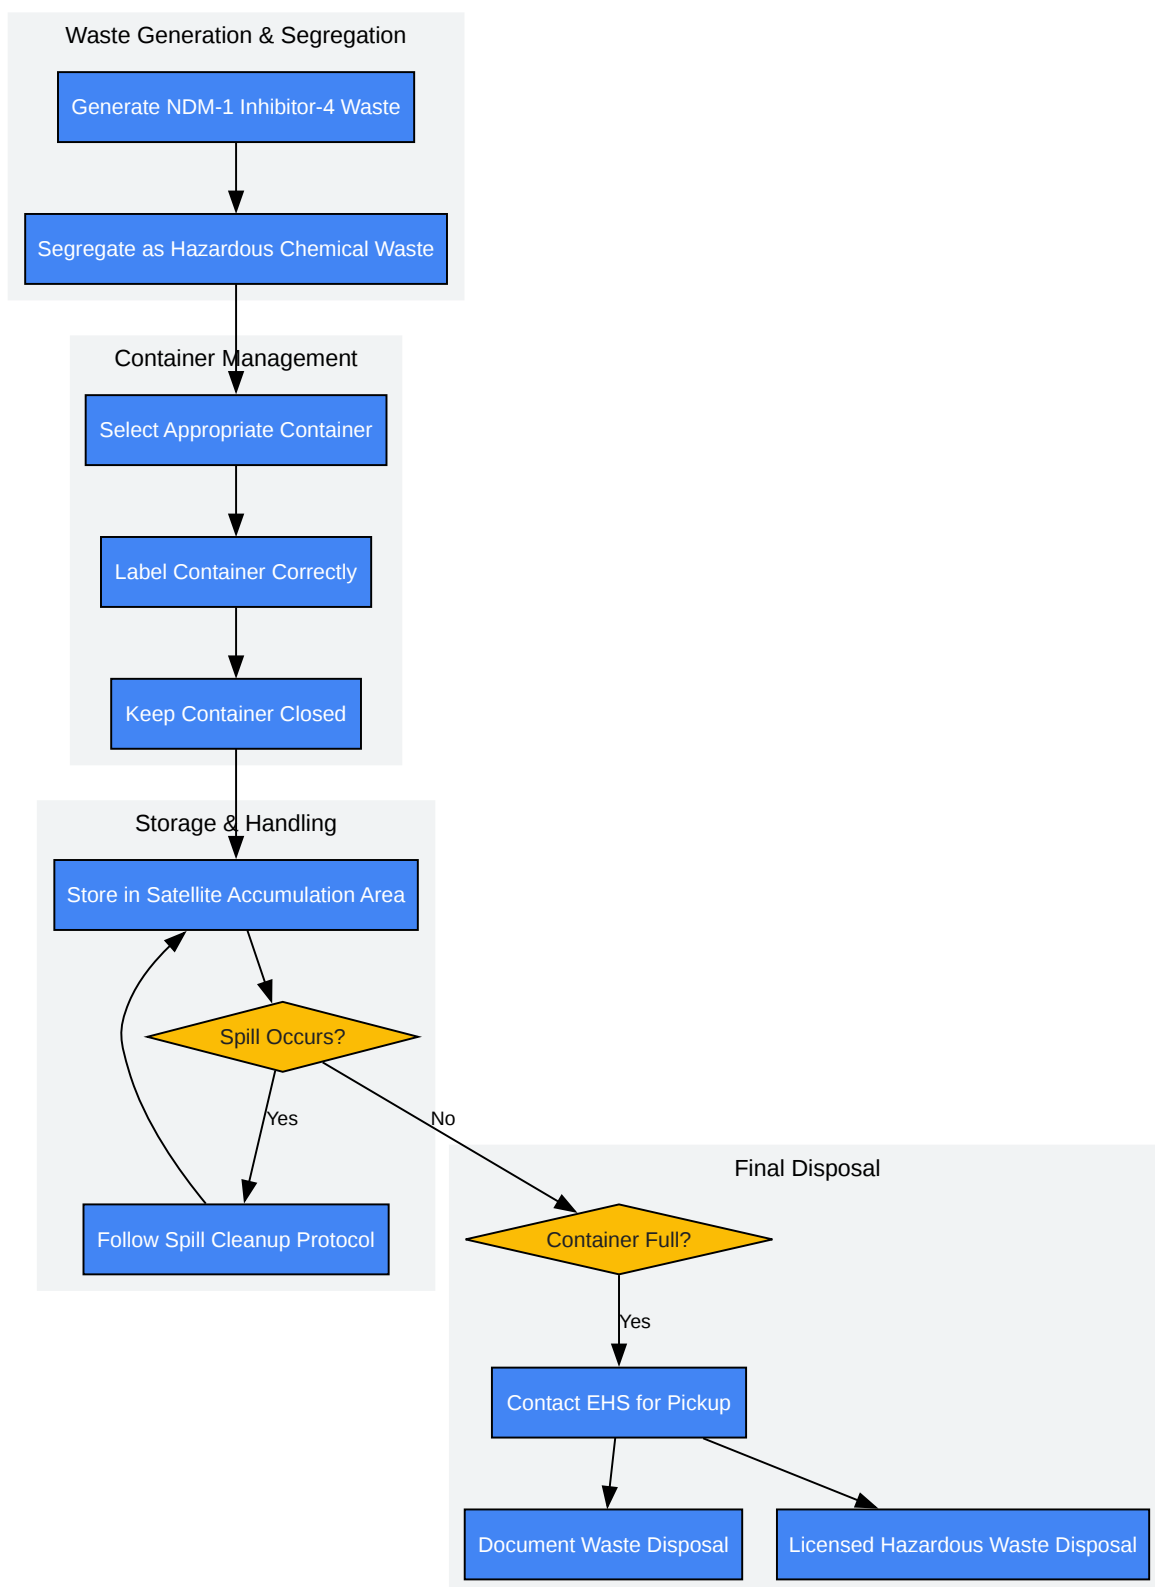 Waste Generation & Segregation
Generate NDM-1 Inhibitor-4 Waste
Segregate as Hazardous Chemical Waste
Container Management
Select Appropriate Container
Label Container Correctly
Keep Container Closed
Storage & Handling
Store in Satellite Accumulation Area
Spill Occurs?
Yes
No
Follow Spill Cleanup Protocol
Final Disposal
Container Full?
Yes
Contact EHS for Pickup
Document Waste Disposal
Licensed Hazardous Waste Disposal